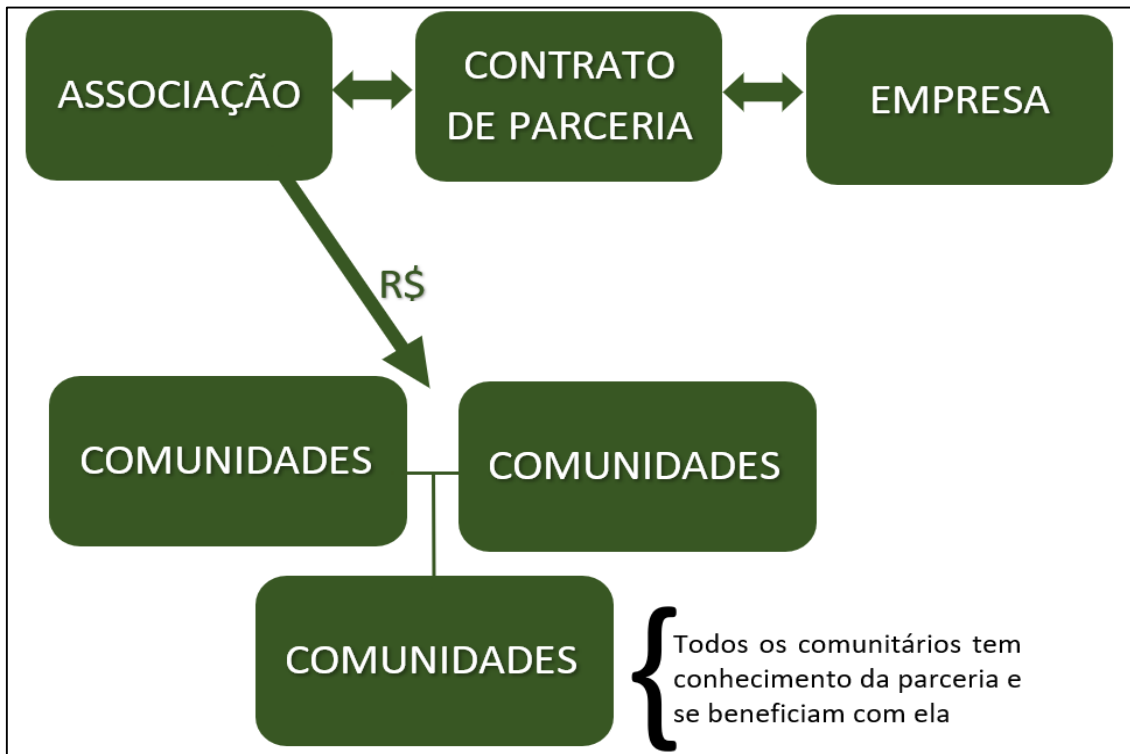 ASSOCIAÇÃO
CONTRATO
DE PARCERIA
EMPRESA
R$
COMUNIDADES
COMUNIDADES
COMUNIDADES
Todos os comunitários tem
conhecimento da parceria e
se beneficiam com ela